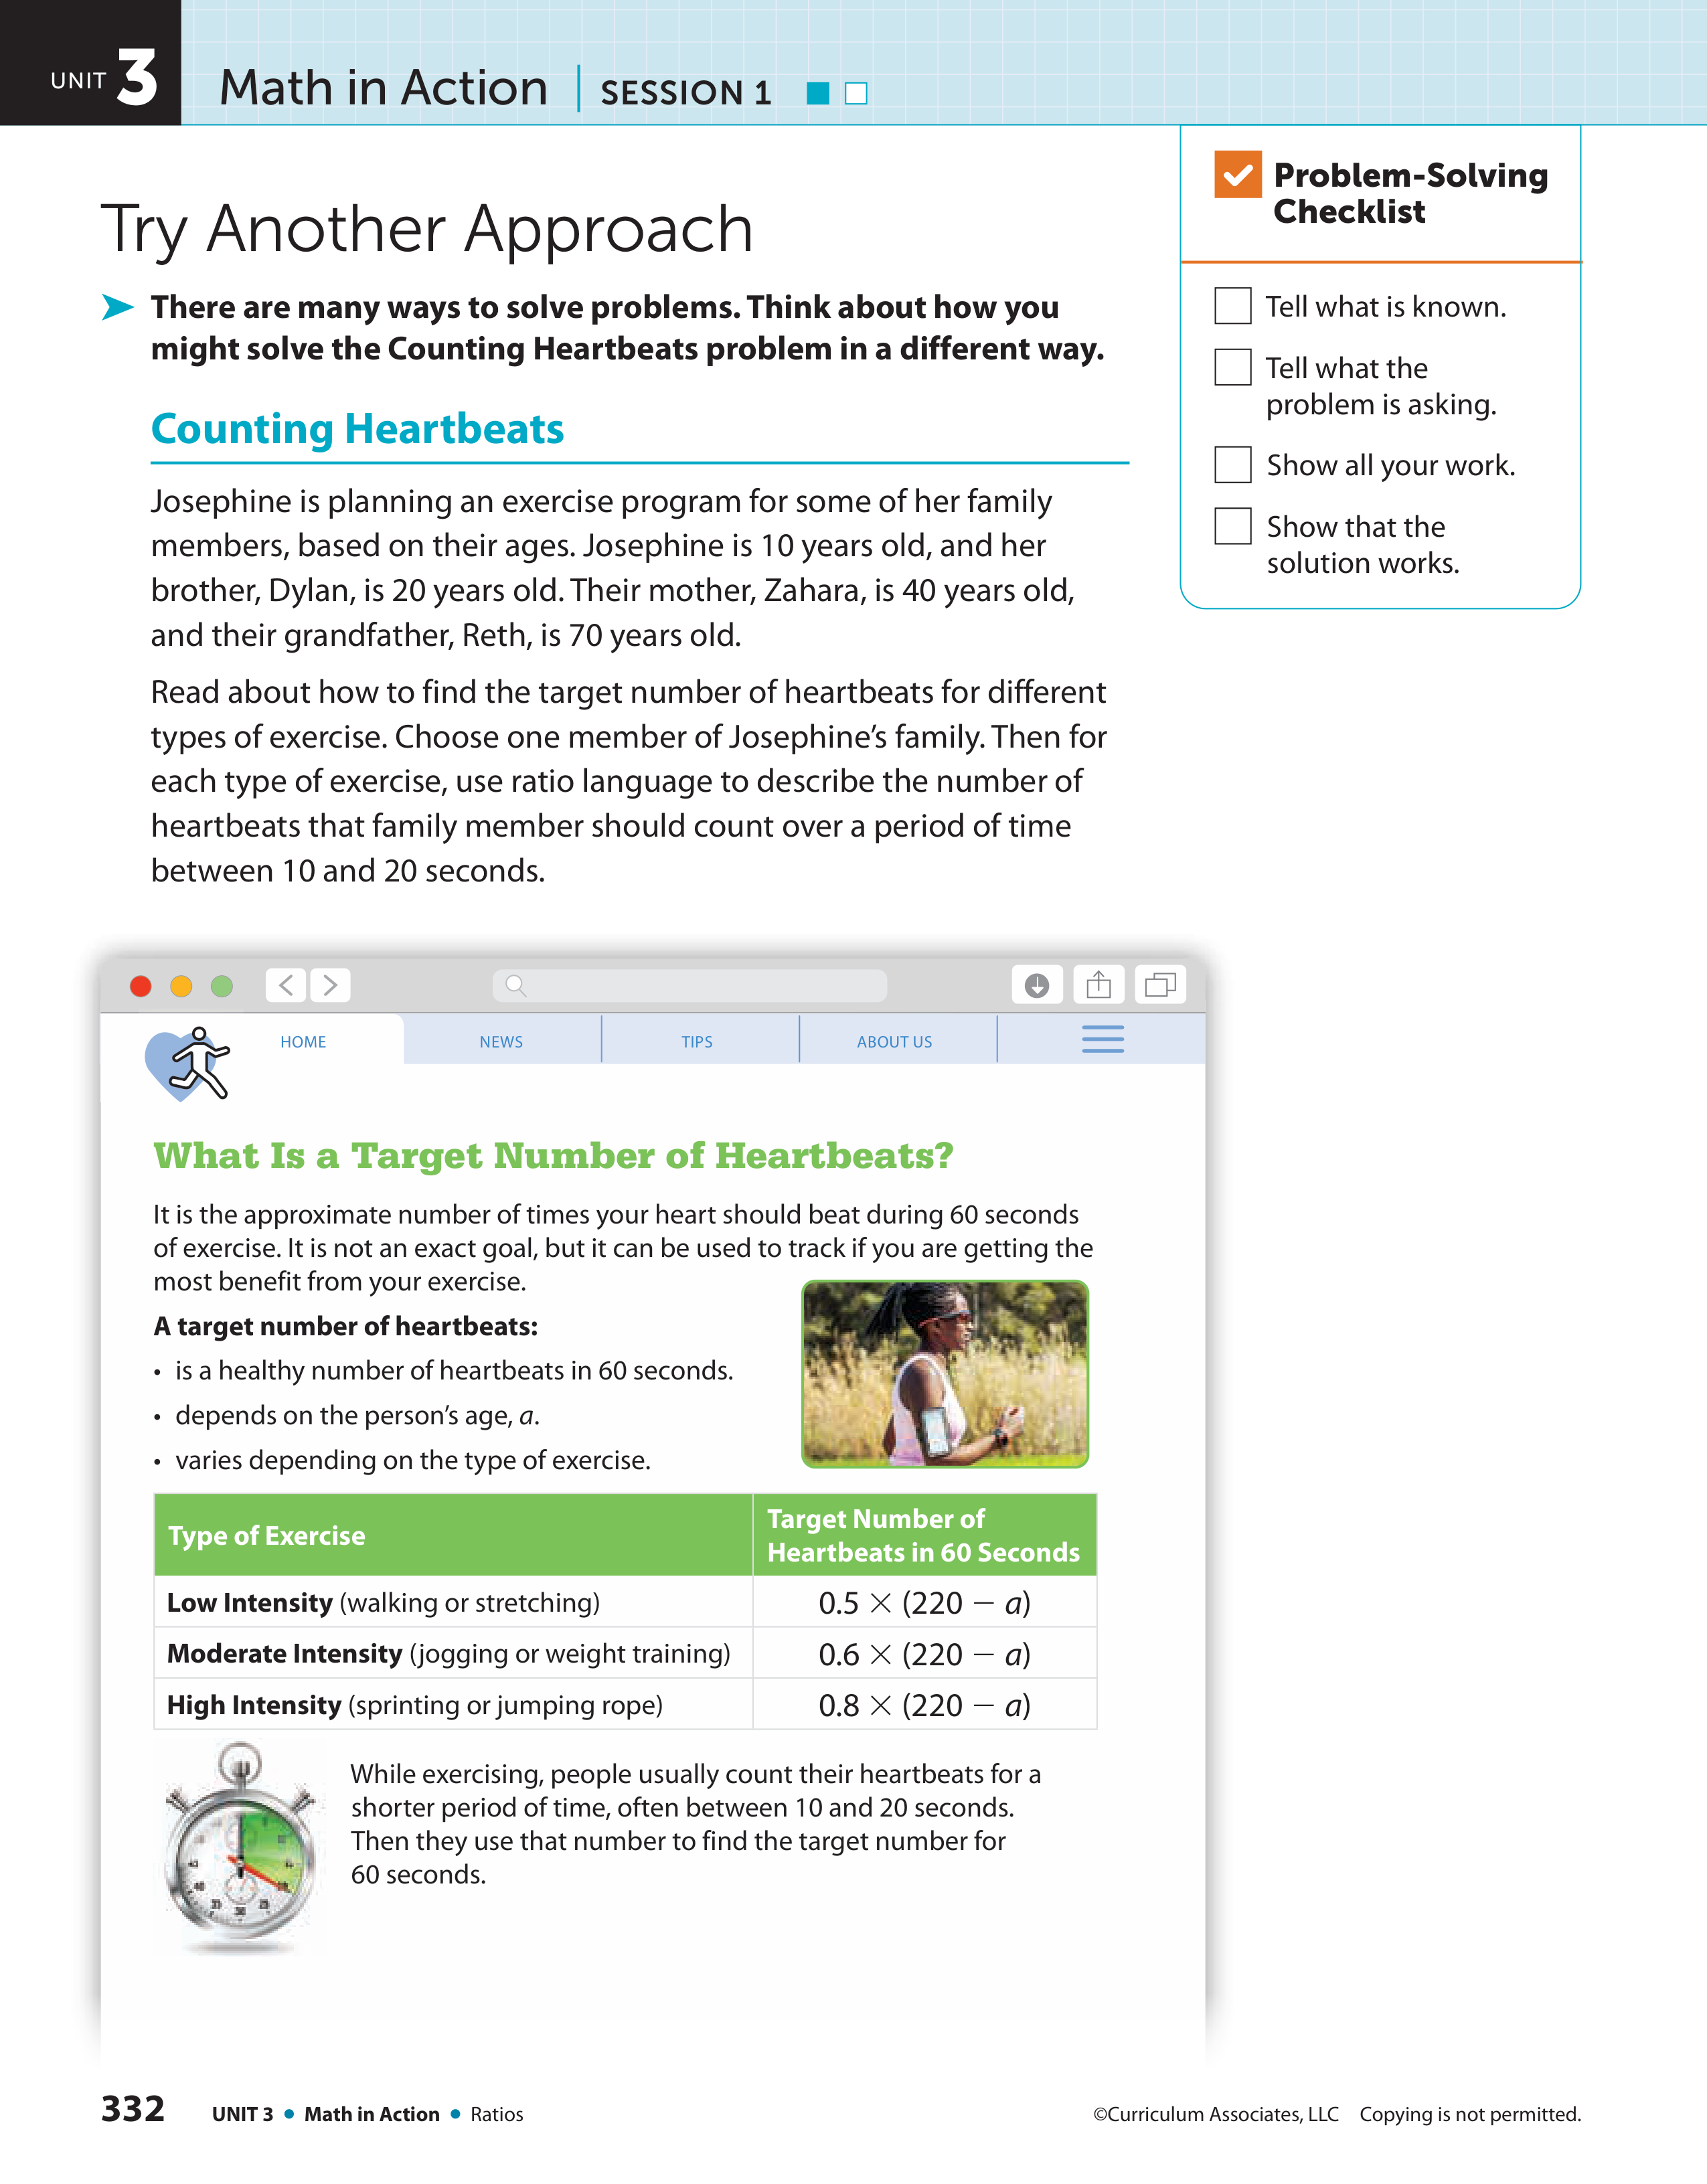 UNIT 3
Math in Action | SESSION 1
Problem-Solving
Checklist
Tell what is known.
Tell what the
problem is asking.
Show all your work.
Show that the
solution works.
Try Another Approach
There are many ways to solve problems. Think about how you
might solve the Counting Heartbeats problem in a different way.
Counting Heartbeats
Josephine is planning an exercise program for some of her family
members, based on their ages. Josephine is 10 years old, and her
brother, Dylan, is 20 years old. Their mother, Zahara, is 40 years old,
and their grandfather, Reth, is 70 years old.
Read about how to find the target number of heartbeats for different
types of exercise. Choose one member of Josephine's family. Then for
each type of exercise, use ratio language to describe the number of
heartbeats that family member should count over a period of time
between 10 and 20 seconds.
HOME NEWS TIPS ABOUT US
What Is a Target Number of Heartbeats?
It is the approximate number of times your heart should beat during 60 seconds
of exercise. It is not an exact goal, but it can be used to track if you are getting the
most benefit from your exercise.
A target number of heartbeats:
• is a healthy number of heartbeats in 60 seconds.
• depends on the person's age, a.
• varies depending on the type of exercise.
Type of Exercise
Target Number of
Heartbeats in 60 Seconds
Low Intensity (walking or stretching) 0.5 × (220 − a)
Moderate Intensity (jogging or weight training) 0.6 × (220 − a)
High Intensity (sprinting or jumping rope) 0.8 × (220 − a)
While exercising, people usually count their heartbeats for a
shorter period of time, often between 10 and 20 seconds.
Then they use that number to find the target number for
60 seconds.
332 UNIT 3 • Math in Action • Ratios ©Curriculum Associates, LLC Copying is not permitted.